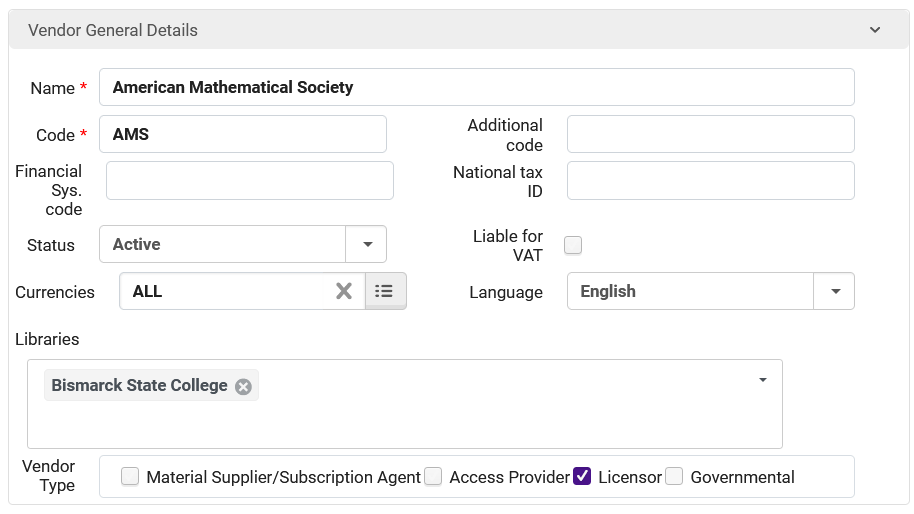 Vendor General Details
Name * American Mathematical Society
Code * AMS
Additional code
Financial Sys. code
National tax ID
Status Active
Liable for VAT
Currencies ALL
Language English
Libraries
Bismarck State College
Vendor Type Material Supplier/Subscription Agent Access Provider Licensor Governmental